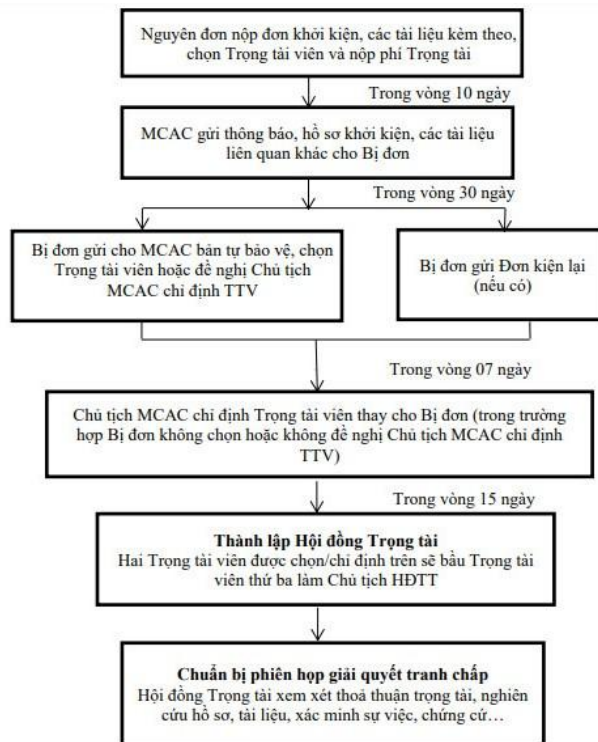 Nguyên đơn nộp đơn khởi kiện, các tài liệu kèm theo,
chọn Trọng tài viên và nộp phí Trọng tài
Trong vòng 10 ngày
MCAC gửi thông báo, hồ sơ khởi kiện, các tài liệu
liên quan khác cho Bị đơn
Trong vòng 30 ngày
Bị đơn gửi cho MCAC bản tự bảo vệ, chọn
Trọng tài viên hoặc đề nghị Chủ tịch
MCAC chỉ định TTV
Bị đơn gửi Đơn kiện lại
(nếu có)
Trong vòng 07 ngày
Chủ tịch MCAC chỉ định Trọng tài viên thay cho Bị đơn (trong trường
hợp Bị đơn không chọn hoặc không đề nghị Chủ tịch MCAC chỉ định
TTV)
Trong vòng 15 ngày
Thành lập Hội đồng Trọng tài
Hai Trọng tài viên được chọn/chỉ định trên sẽ bầu Trọng tài
viên thứ ba làm Chủ tịch HĐTT
Chuẩn bị phiên họp giải quyết tranh chấp
Hội đồng Trọng tài xem xét thoả thuận trọng tài, nghiên
cứu hồ sơ, tài liệu, xác minh sự việc, chứng cứ…